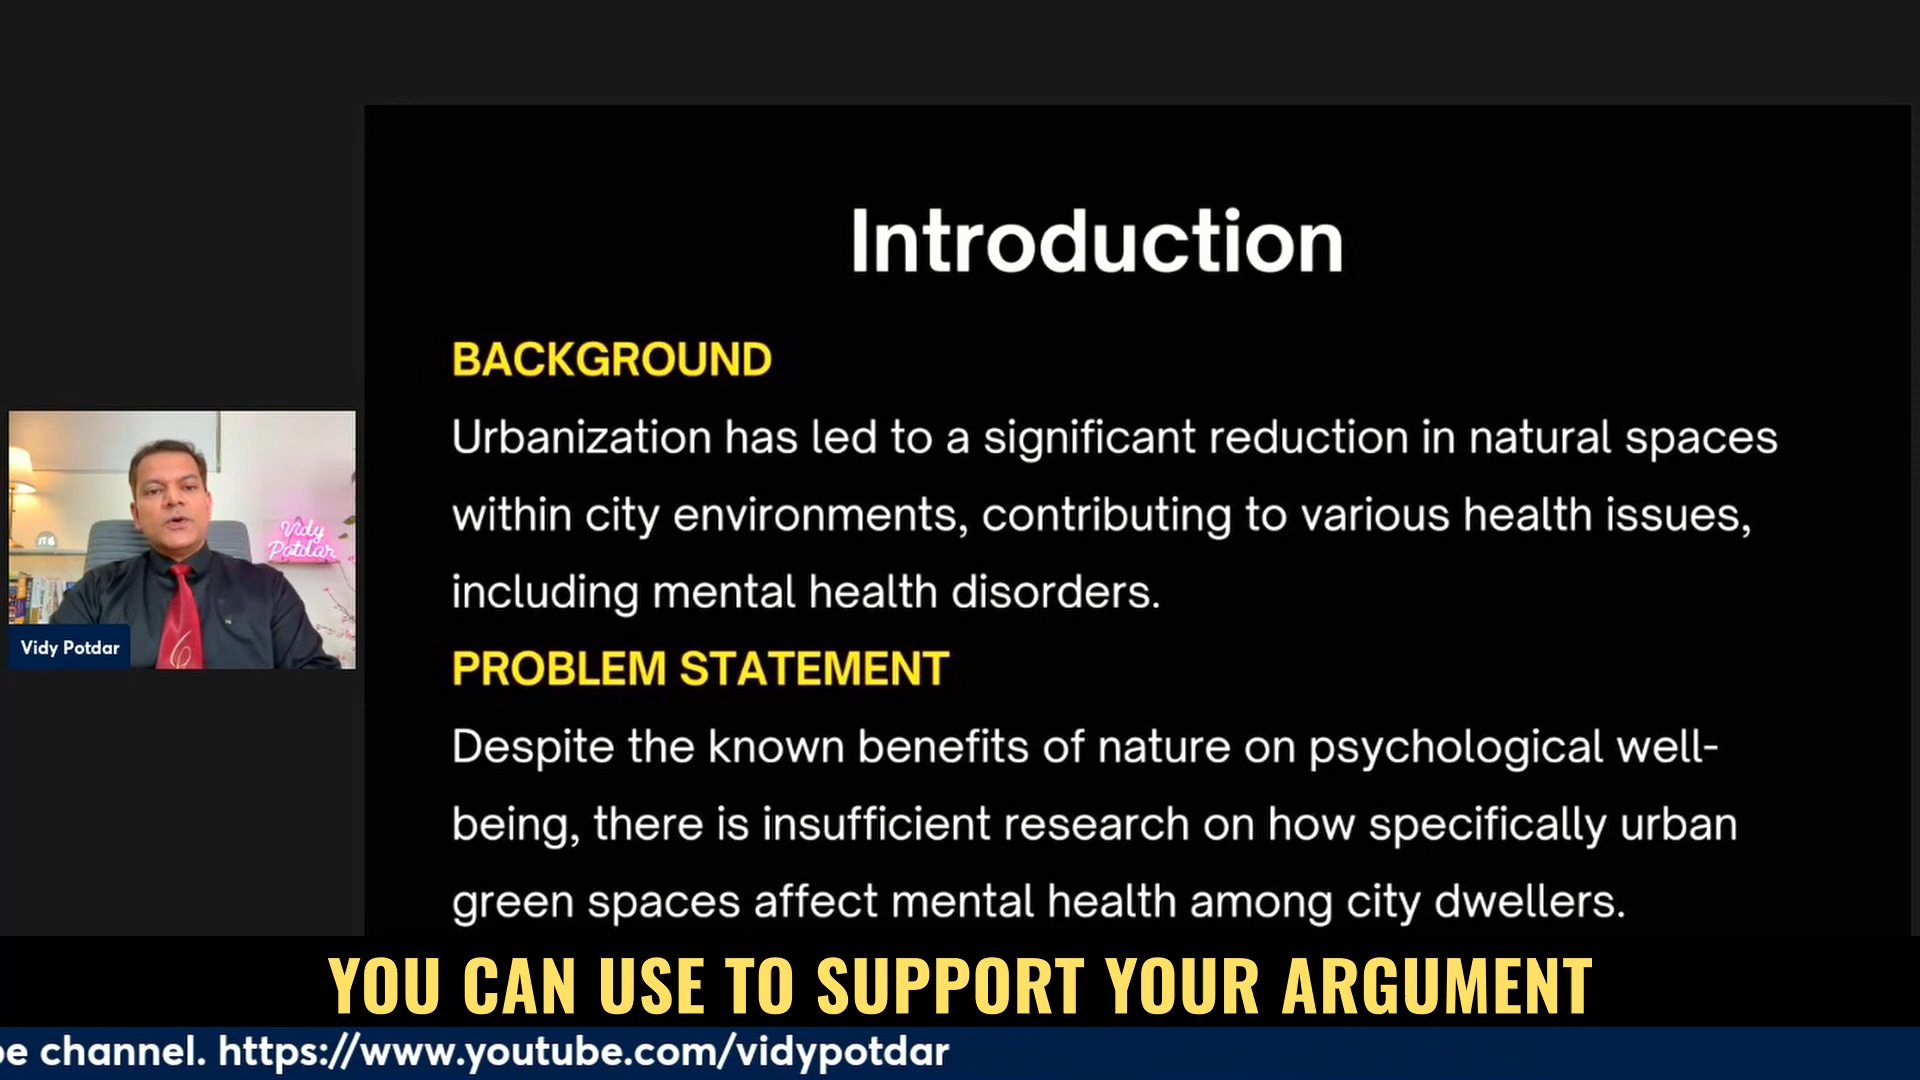 Introduction
BACKGROUND
Urbanization has led to a significant reduction in natural spaces
within city environments, contributing to various health issues,
including mental health disorders.
PROBLEM STATEMENT
Despite the known benefits of nature on psychological well-
being, there is insufficient research on how specifically urban
green spaces affect mental health among city dwellers.
Vidy
Potdar
Vidy Potdar
YOU CAN USE TO SUPPORT YOUR ARGUMENT
be channel. https://www.youtube.com/vidypotdar